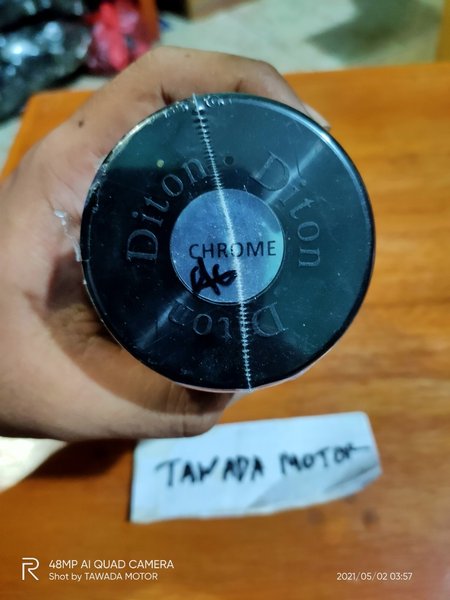 Diton · Diton
CHROME
Diton
TAWADA MOTOR
48MP AI QUAD CAMERA
Shot by TAWADA MOTOR
2021/05/02 03:57